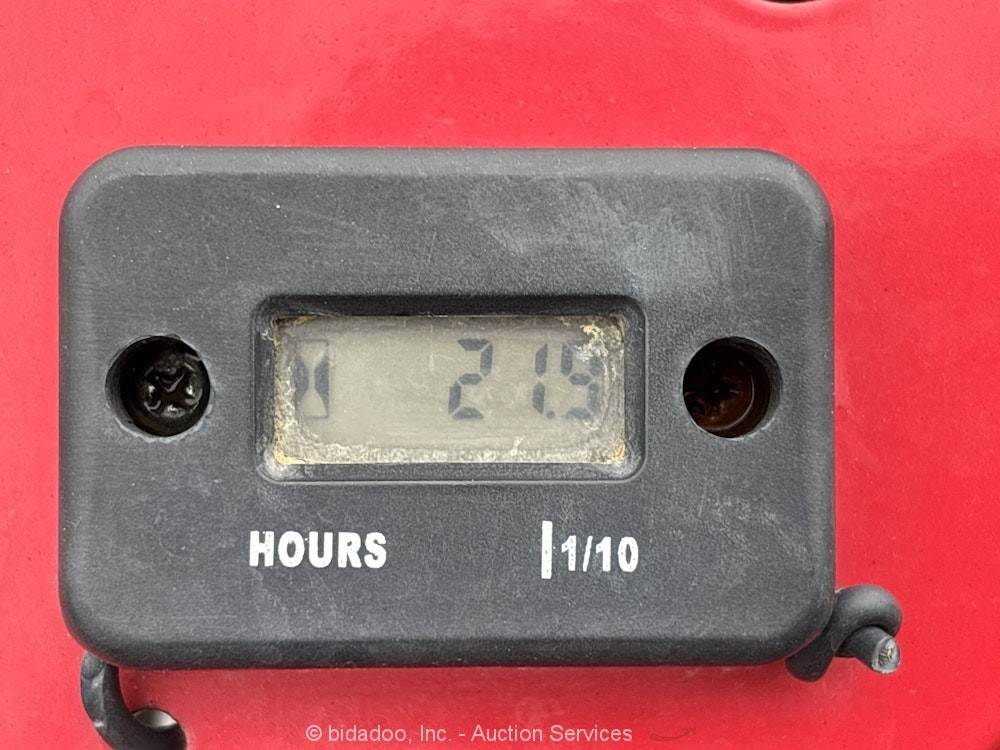 21.5
HOURS
1/10
© bidadoo, Inc. - Auction Services